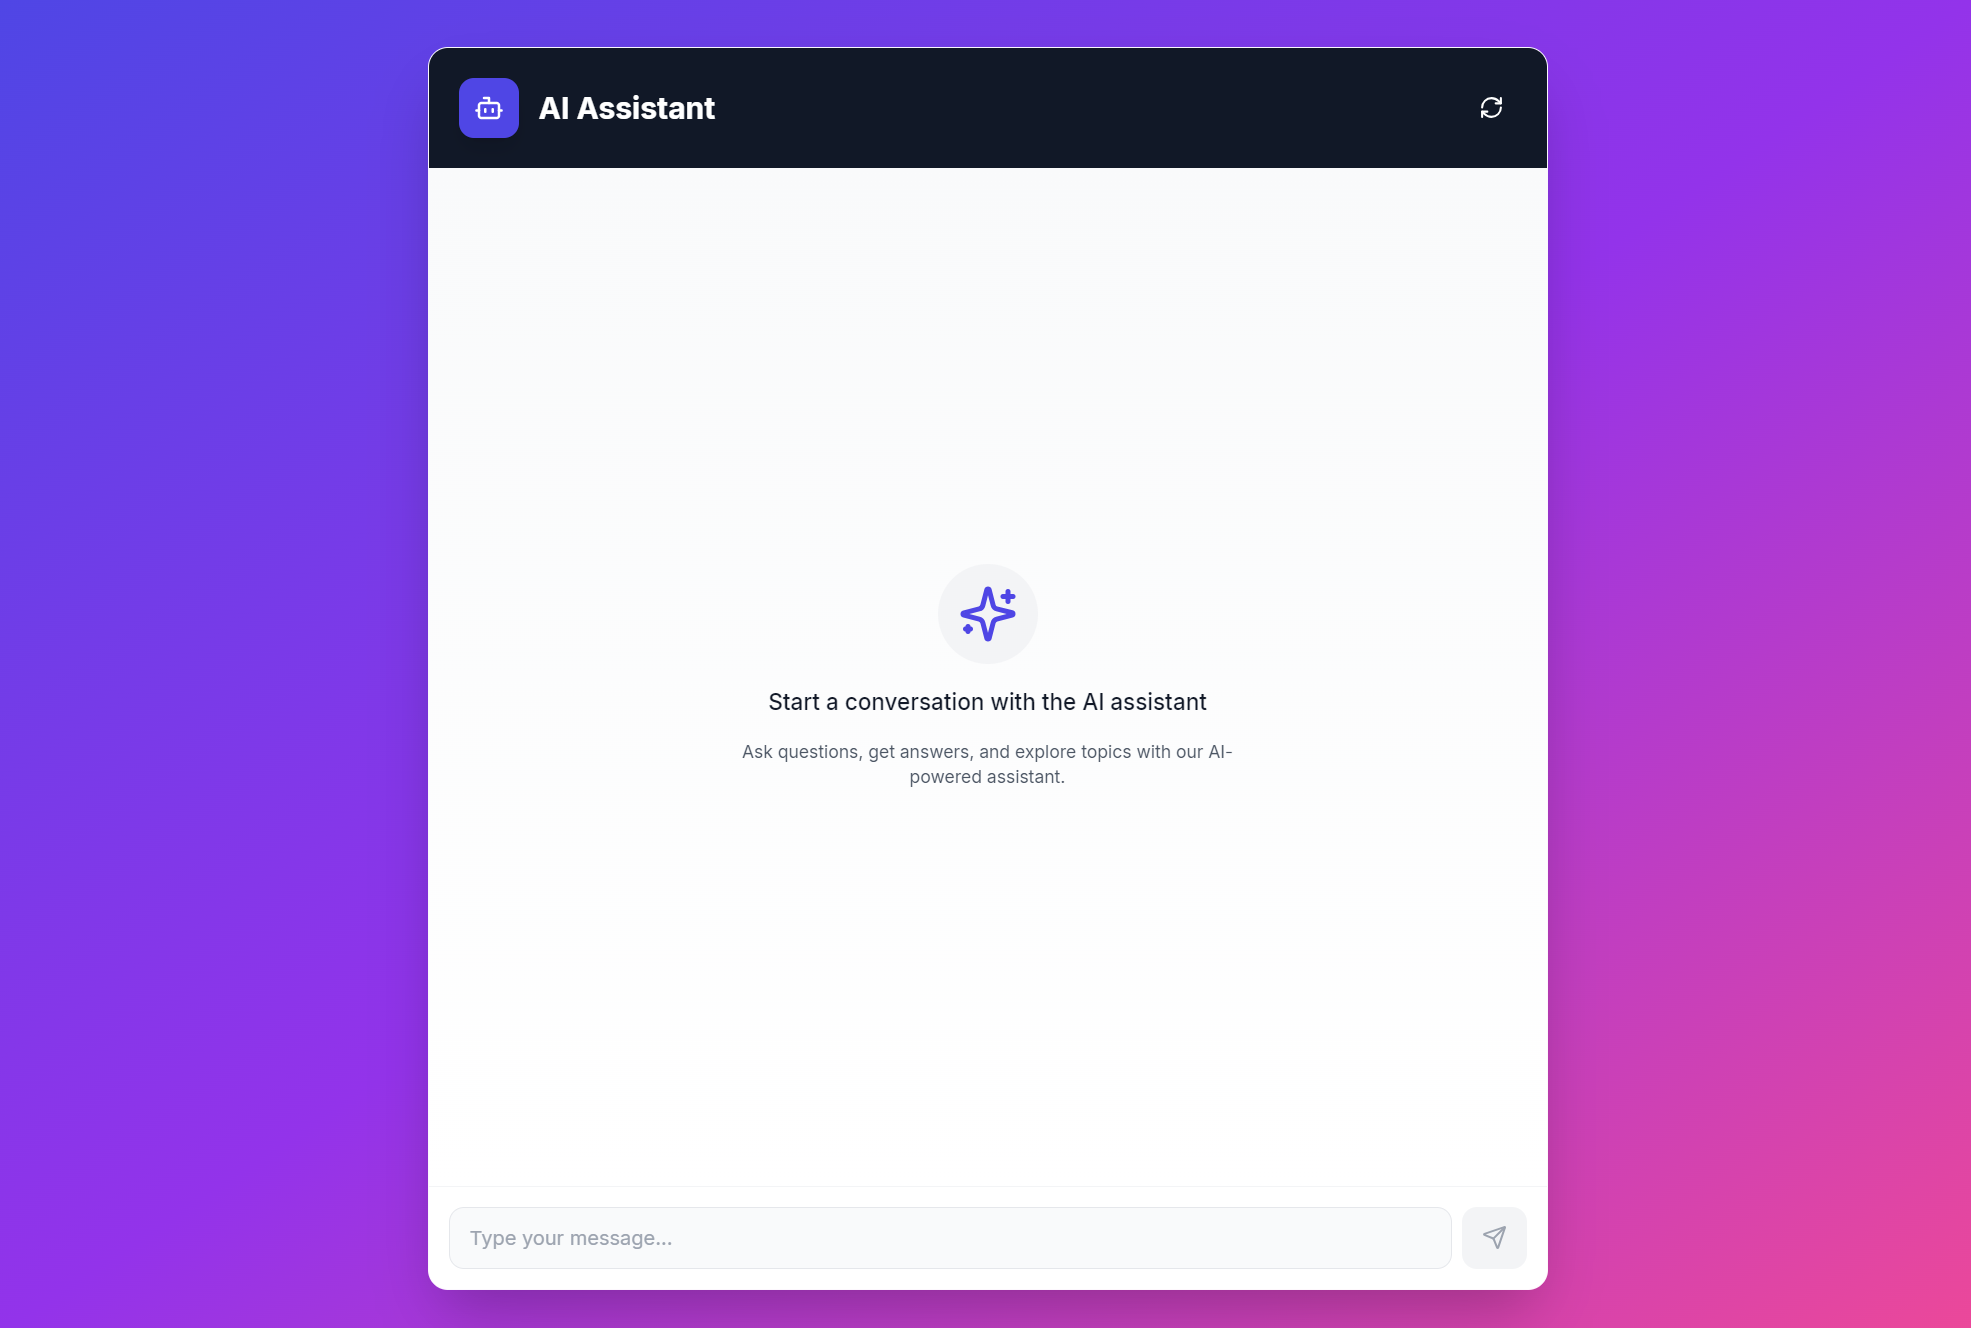 AI Assistant
Start a conversation with the AI assistant
Ask questions, get answers, and explore topics with our AI-
powered assistant.
Type your message...